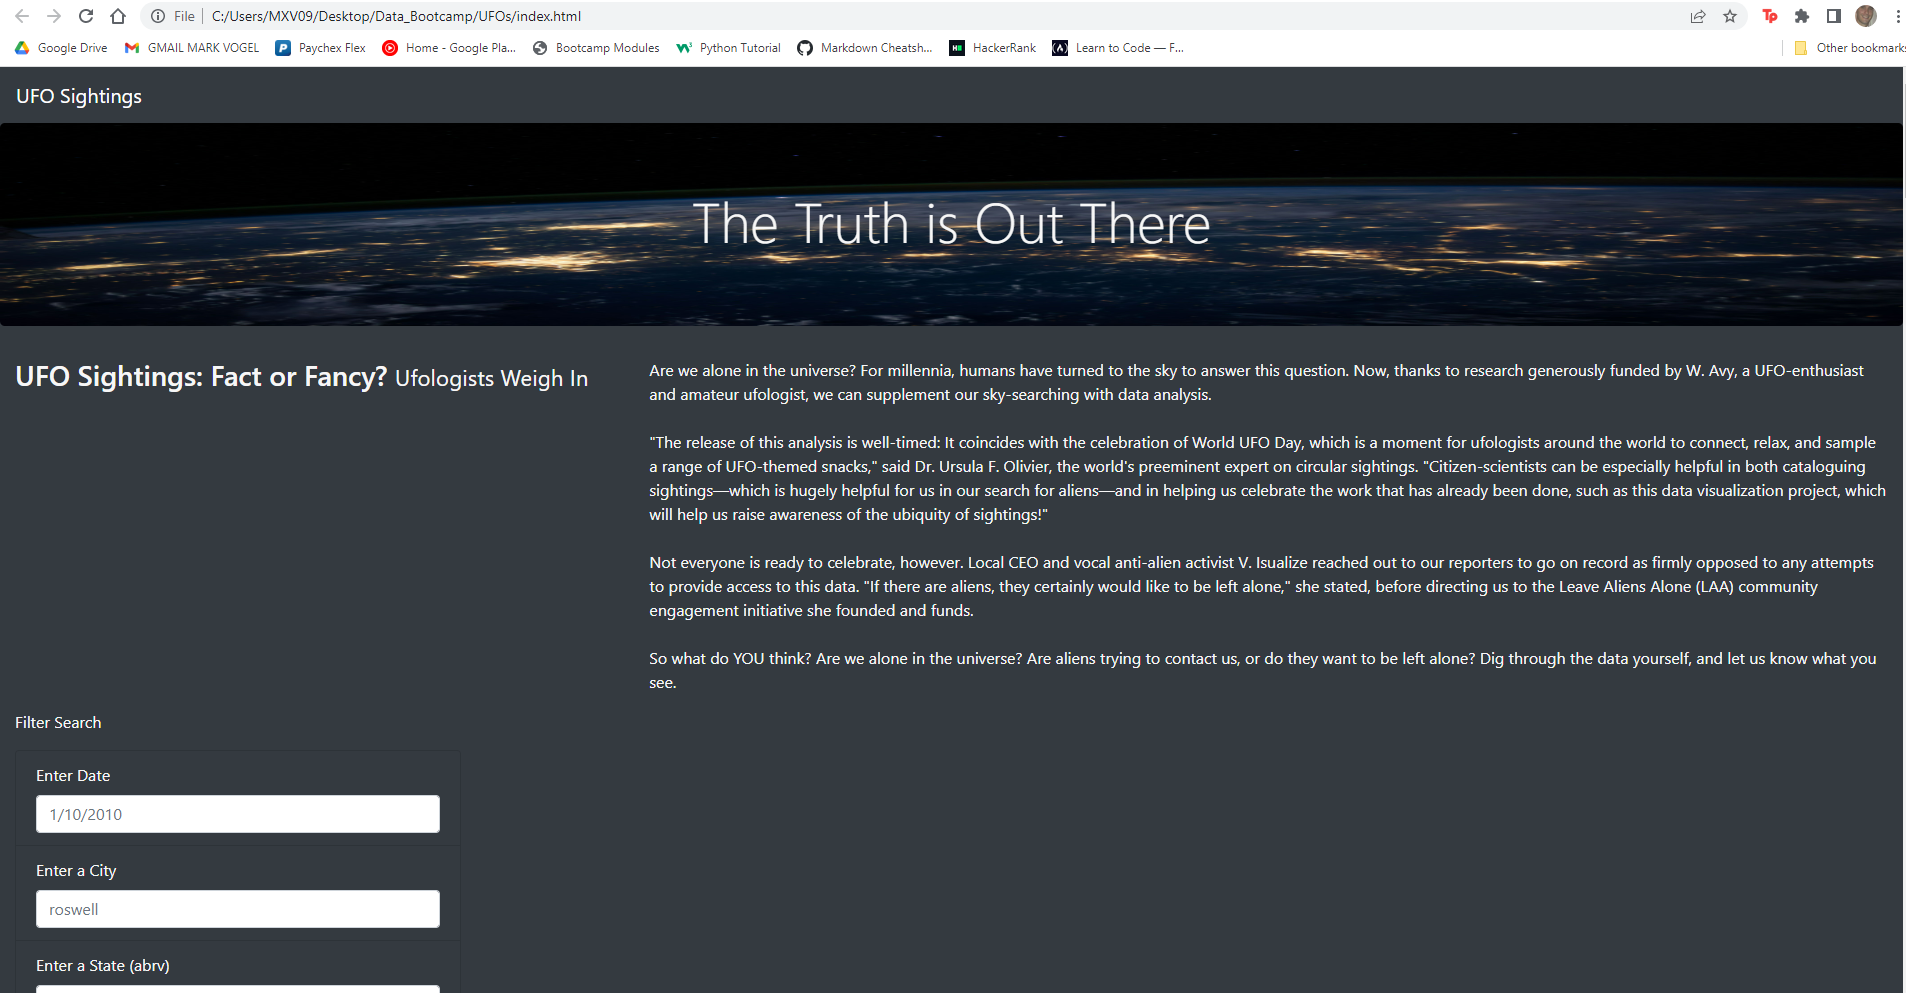 File | C:/Users/MXV09/Desktop/Data_Bootcamp/UFOs/index.html
Google Drive GMAIL MARK VOGEL Paychex Flex Home - Google Pla... Bootcamp Modules Python Tutorial Markdown Cheatsh... HackerRank Learn to Code — F... Other bookmarks
UFO Sightings
The Truth is Out There
UFO Sightings: Fact or Fancy? Ufologists Weigh In
Are we alone in the universe? For millennia, humans have turned to the sky to answer this question. Now, thanks to research generously funded by W. Avy, a UFO-enthusiast
and amateur ufologist, we can supplement our sky-searching with data analysis.
"The release of this analysis is well-timed: It coincides with the celebration of World UFO Day, which is a moment for ufologists around the world to connect, relax, and sample
a range of UFO-themed snacks," said Dr. Ursula F. Olivier, the world's preeminent expert on circular sightings. "Citizen-scientists can be especially helpful in both cataloguing
sightings—which is hugely helpful for us in our search for aliens—and in helping us celebrate the work that has already been done, such as this data visualization project, which
will help us raise awareness of the ubiquity of sightings!"
Not everyone is ready to celebrate, however. Local CEO and vocal anti-alien activist V. Isualize reached out to our reporters to go on record as firmly opposed to any attempts
to provide access to this data. "If there are aliens, they certainly would like to be left alone," she stated, before directing us to the Leave Aliens Alone (LAA) community
engagement initiative she founded and funds.
So what do YOU think? Are we alone in the universe? Are aliens trying to contact us, or do they want to be left alone? Dig through the data yourself, and let us know what you
see.
Filter Search
Enter Date
1/10/2010
Enter a City
roswell
Enter a State (abrv)